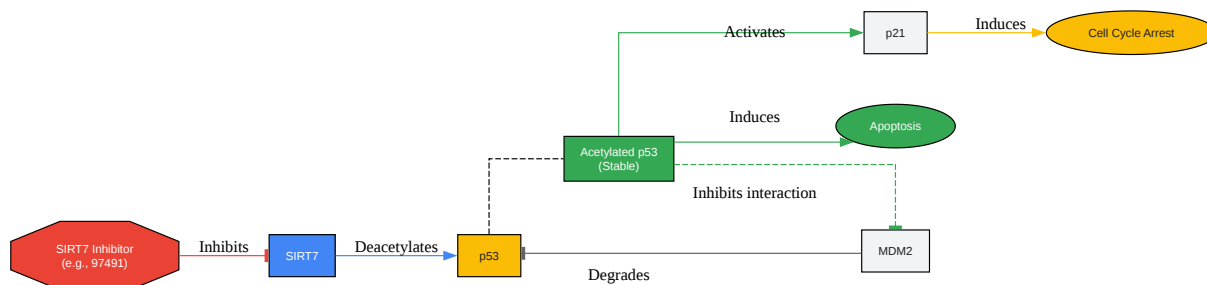 Activates
p21
Induces
Cell Cycle Arrest
Induces
Apoptosis
Acetylated p53
(Stable)
Inhibits interaction
SIRT7 Inhibitor
(e.g., 97491)
Inhibits
SIRT7
Deacetylates
p53
Degrades
MDM2